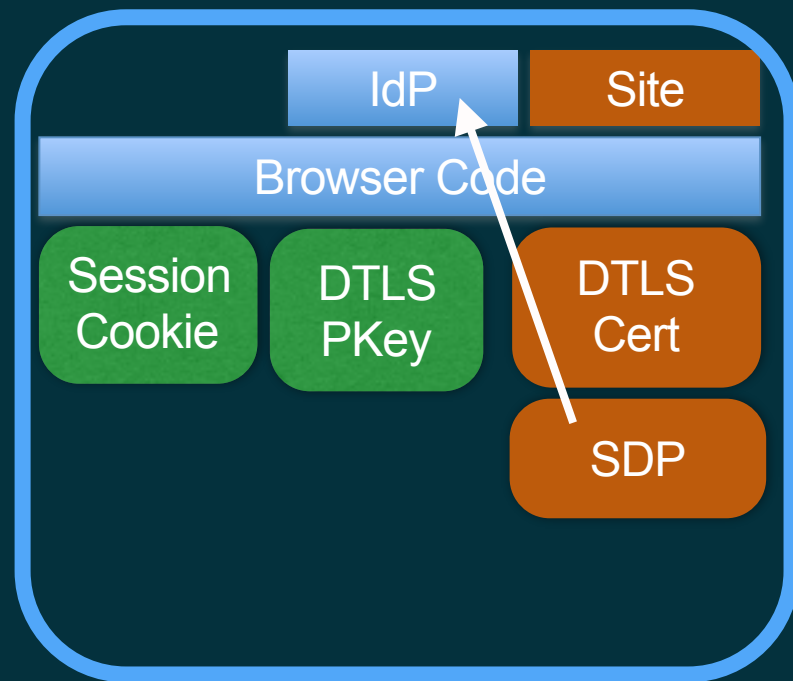 IdP
Site
Browser Code
Session
Cookie
DTLS
PKey
DTLS
Cert
SDP